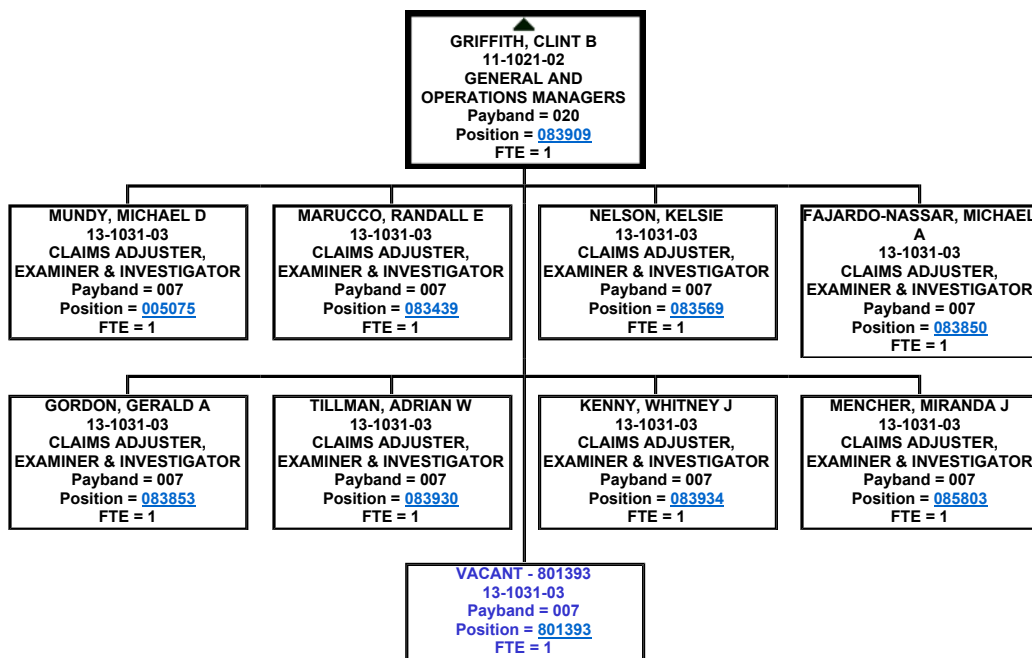 GRIFFITH, CLINT B
11-1021-02
GENERAL AND
OPERATIONS MANAGERS
Payband = 020
Position = 083909
FTE = 1
MUNDY, MICHAEL D
13-1031-03
CLAIMS ADJUSTER,
EXAMINER & INVESTIGATOR
Payband = 007
Position = 005075
FTE = 1
MARUCCO, RANDALL E
13-1031-03
CLAIMS ADJUSTER,
EXAMINER & INVESTIGATOR
Payband = 007
Position = 083439
FTE = 1
NELSON, KELSIE
13-1031-03
CLAIMS ADJUSTER,
EXAMINER & INVESTIGATOR
Payband = 007
Position = 083569
FTE = 1
FAJARDO-NASSAR, MICHAEL
A
13-1031-03
CLAIMS ADJUSTER,
EXAMINER & INVESTIGATOR
Payband = 007
Position = 083850
FTE = 1
GORDON, GERALD A
13-1031-03
CLAIMS ADJUSTER,
EXAMINER & INVESTIGATOR
Payband = 007
Position = 083853
FTE = 1
TILLMAN, ADRIAN W
13-1031-03
CLAIMS ADJUSTER,
EXAMINER & INVESTIGATOR
Payband = 007
Position = 083930
FTE = 1
KENNY, WHITNEY J
13-1031-03
CLAIMS ADJUSTER,
EXAMINER & INVESTIGATOR
Payband = 007
Position = 083934
FTE = 1
MENCHER, MIRANDA J
13-1031-03
CLAIMS ADJUSTER,
EXAMINER & INVESTIGATOR
Payband = 007
Position = 085803
FTE = 1
VACANT - 801393
13-1031-03
Payband = 007
Position = 801393
FTE = 1